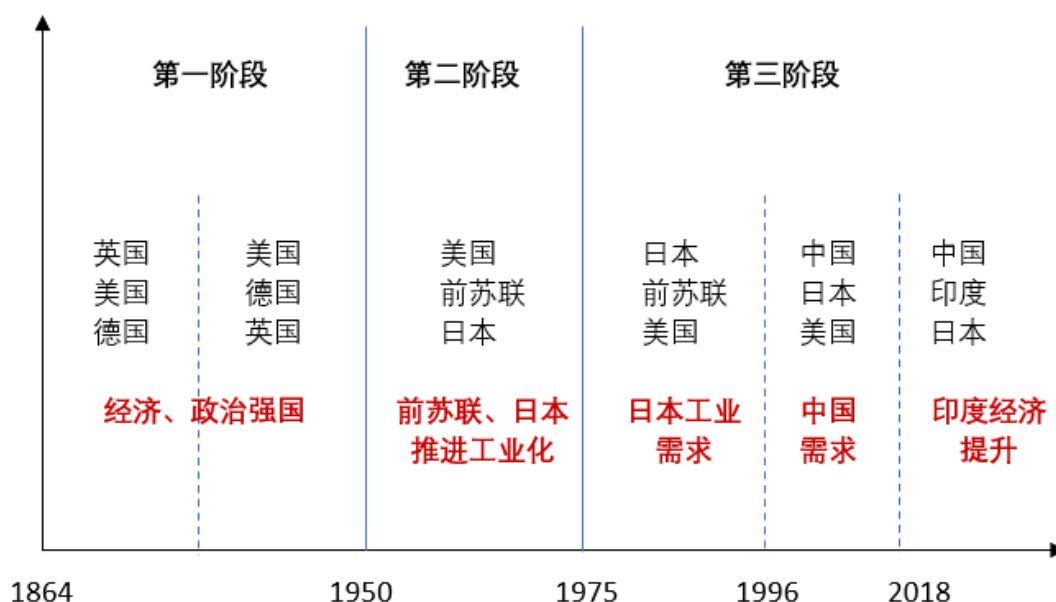 第一阶段
第二阶段
第三阶段
英国
美国
德国
美国
德国
英国
经济、政治强国
美国
前苏联
日本
前苏联、日本
推进工业化
日本
前苏联
美国
日本工业
需求
中国
日本
美国
中国
需求
中国
印度
日本
印度经济
提升
1864
1950
1975
1996
2018